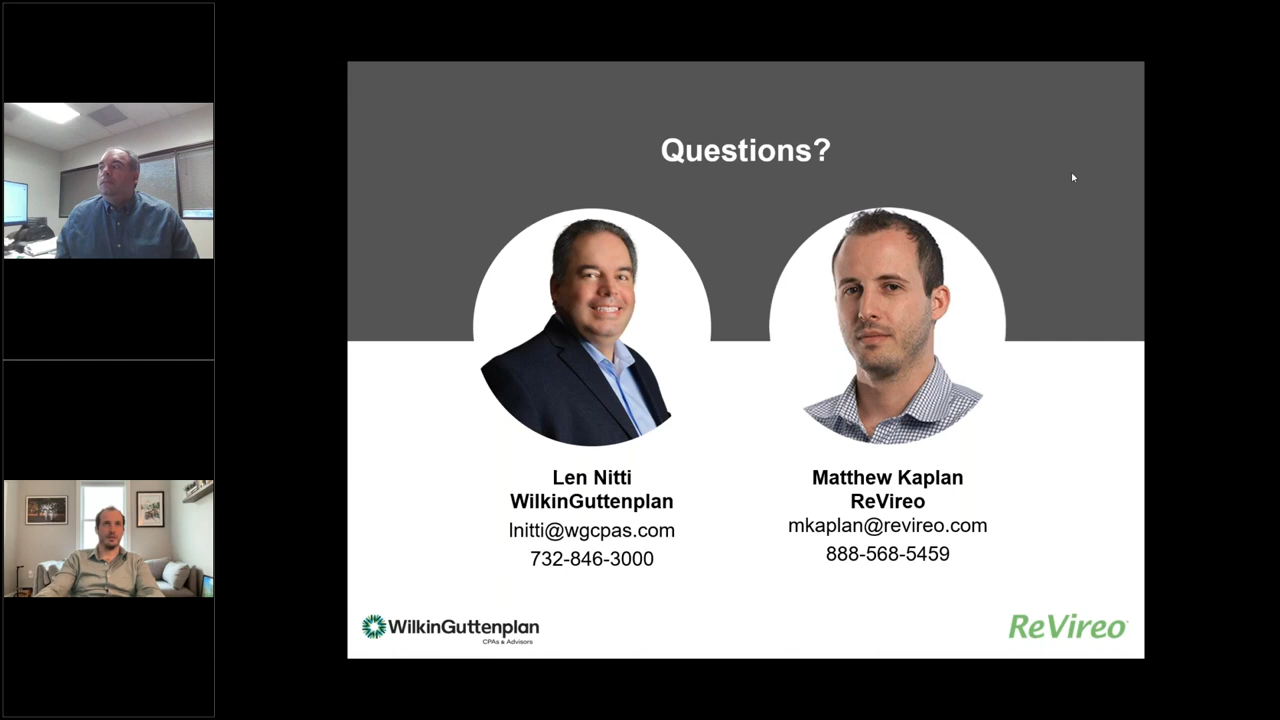 Questions?
Len Nitti
WilkinGuttenplan
lnitti@wgcpas.com
732-846-3000
Matthew Kaplan
ReVireo
mkaplan@revireo.com
888-568-5459
WilkinGuttenplan
CPAs & Advisors
ReVireo